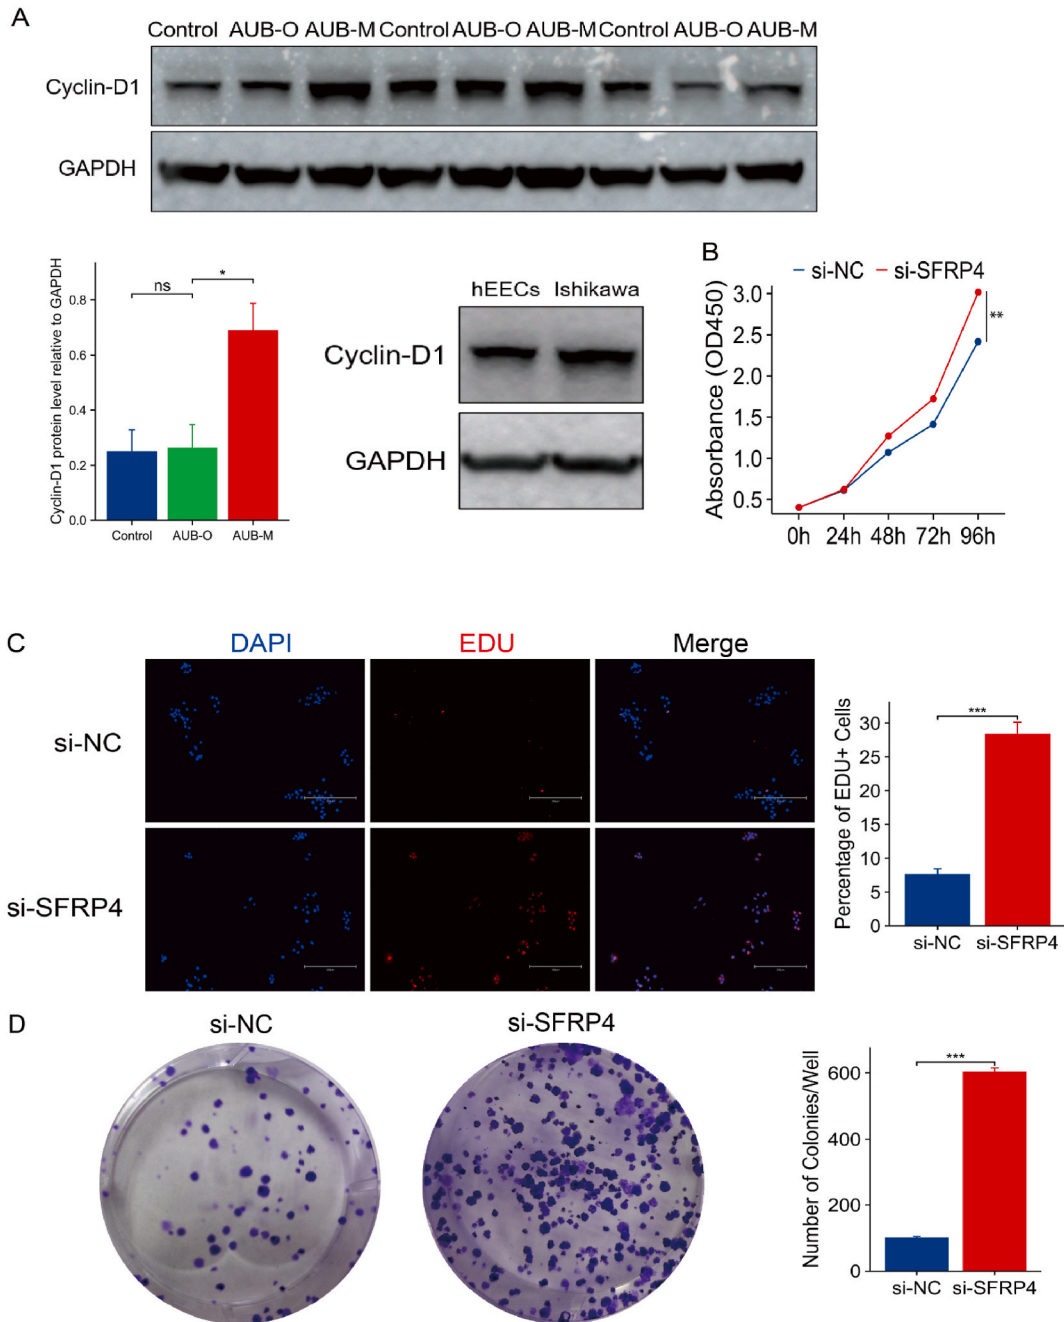 A
Control AUB-O AUB-M Control AUB-O AUB-M Control AUB-O AUB-M
Cyclin-D1
GAPDH
Cyclin-D1 protein level relative to GAPDH
0.8
0.6
0.4
0.2
0.0
ns
*
Control AUB-O AUB-M
hEECs Ishikawa
Cyclin-D1
GAPDH
B
si-NC si-SFRP4
Absorbance (OD450)
3.0
2.5
2.0
1.5
1.0
0.5
**
0h 24h 48h 72h 96h
C
DAPI EDU Merge
si-NC
si-SFRP4
Percentage of EDU+ Cells
30
25
20
15
10
5
0
***
si-NC si-SFRP4
D
si-NC si-SFRP4
Number of Colonies/Well
600
400
200
0
***
si-NC si-SFRP4